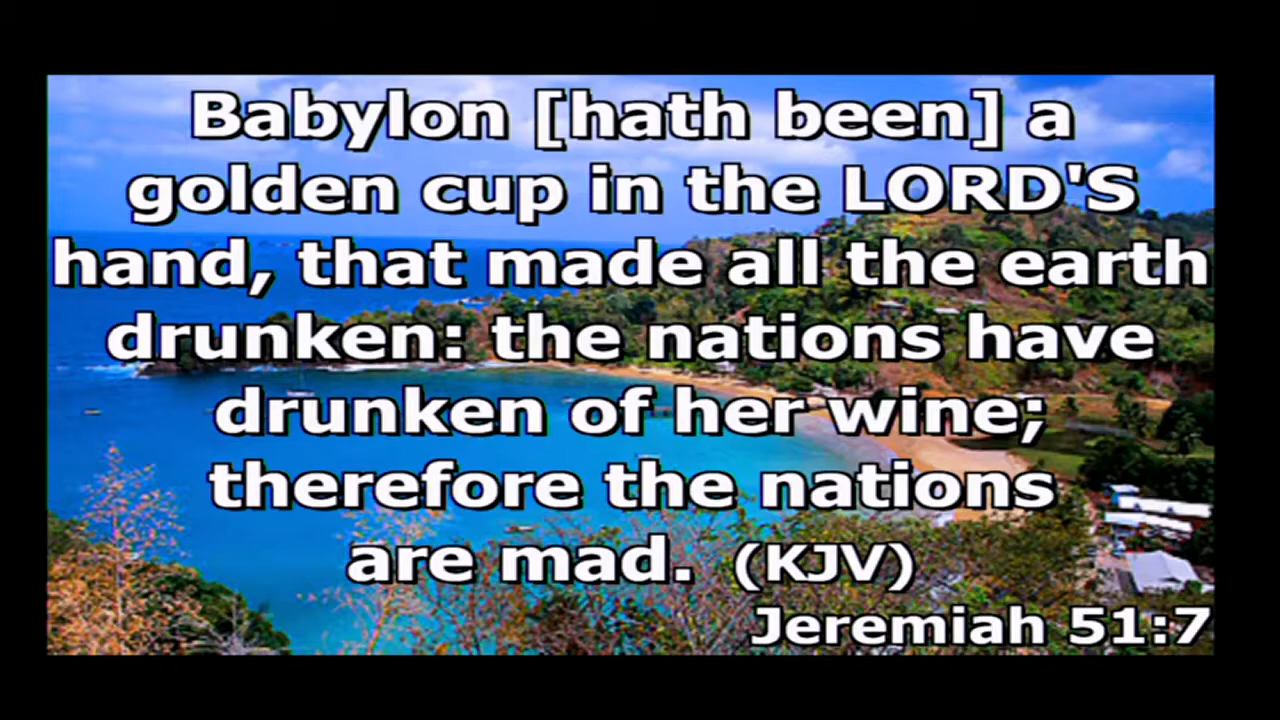 Babylon [hath been] a
golden cup in the LORD'S
hand, that made all the earth
drunken: the nations have
drunken of her wine;
therefore the nations
are mad. (KJV)
Jeremiah 51:7